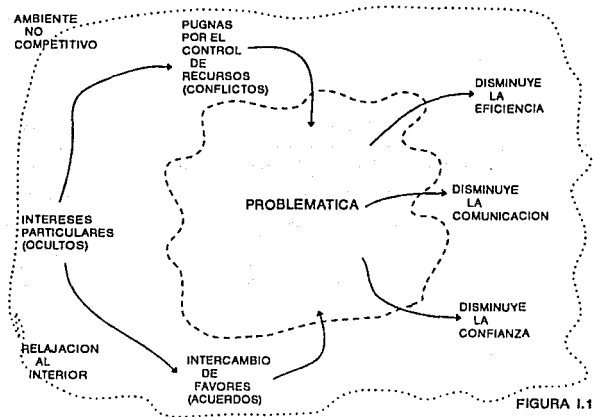 AMBIENTE
NO
COMPETITIVO
PUGNAS
POR EL
CONTROL
DE
RECURSOS
(CONFLICTOS)
DISMINUYE
LA
EFICIENCIA
PROBLEMATICA
DISMINUYE
LA
COMUNICACION
INTERESES
PARTICULARES
(OCULTOS)
DISMINUYE
LA
CONFIANZA
RELAJACION
AL
INTERIOR
INTERCAMBIO
DE
FAVORES
(ACUERDOS)
FIGURA I.1